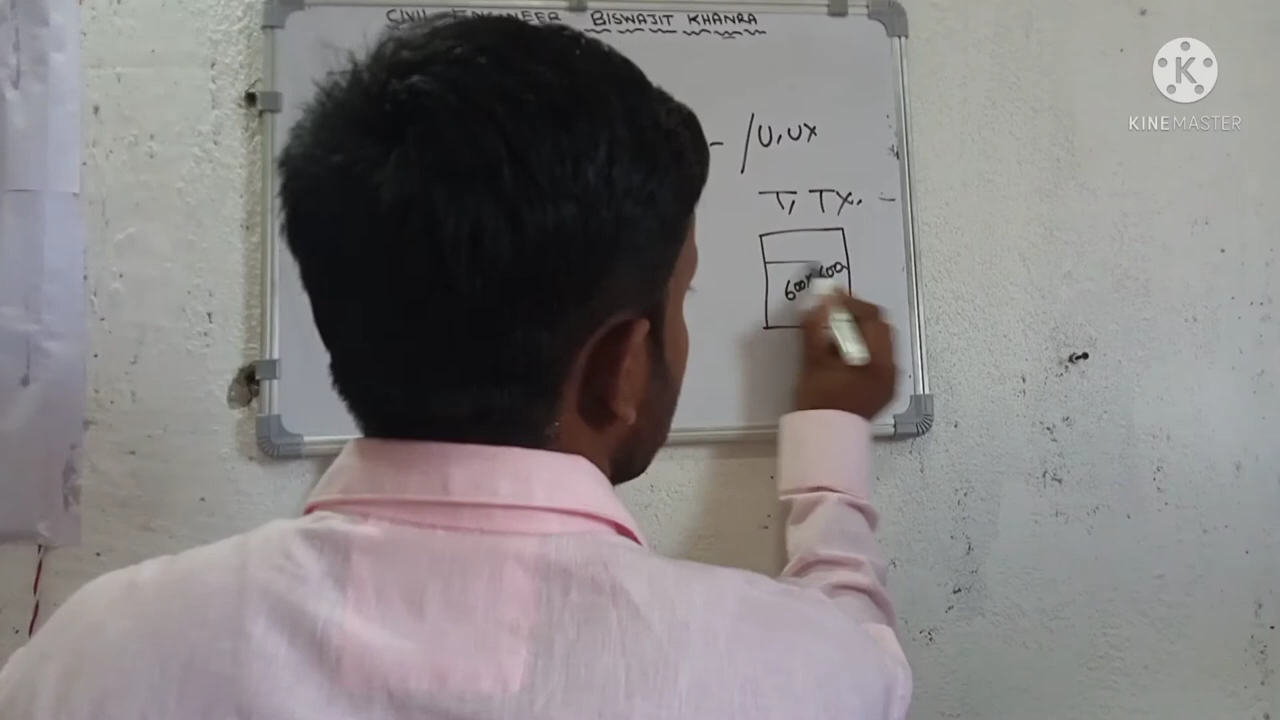 CIVIL ENGINEER BISWAJIT KHANRA
- /U, UX
T, TX. -
600x600
KINEMASTER